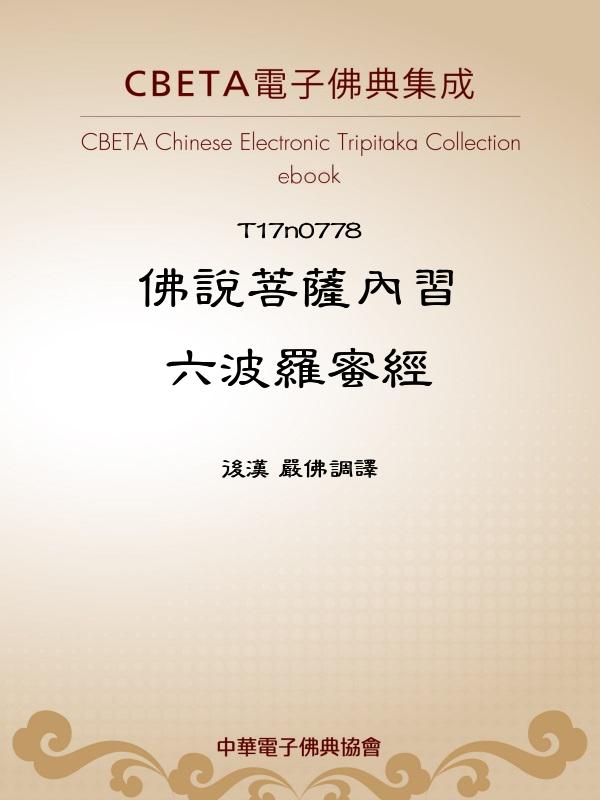 CBETA電子佛典集成
CBETA Chinese Electronic Tripitaka Collection
ebook
T17n0778
佛說菩薩內習
六波羅蜜經
後漢 嚴佛調譯
中華電子佛典協會